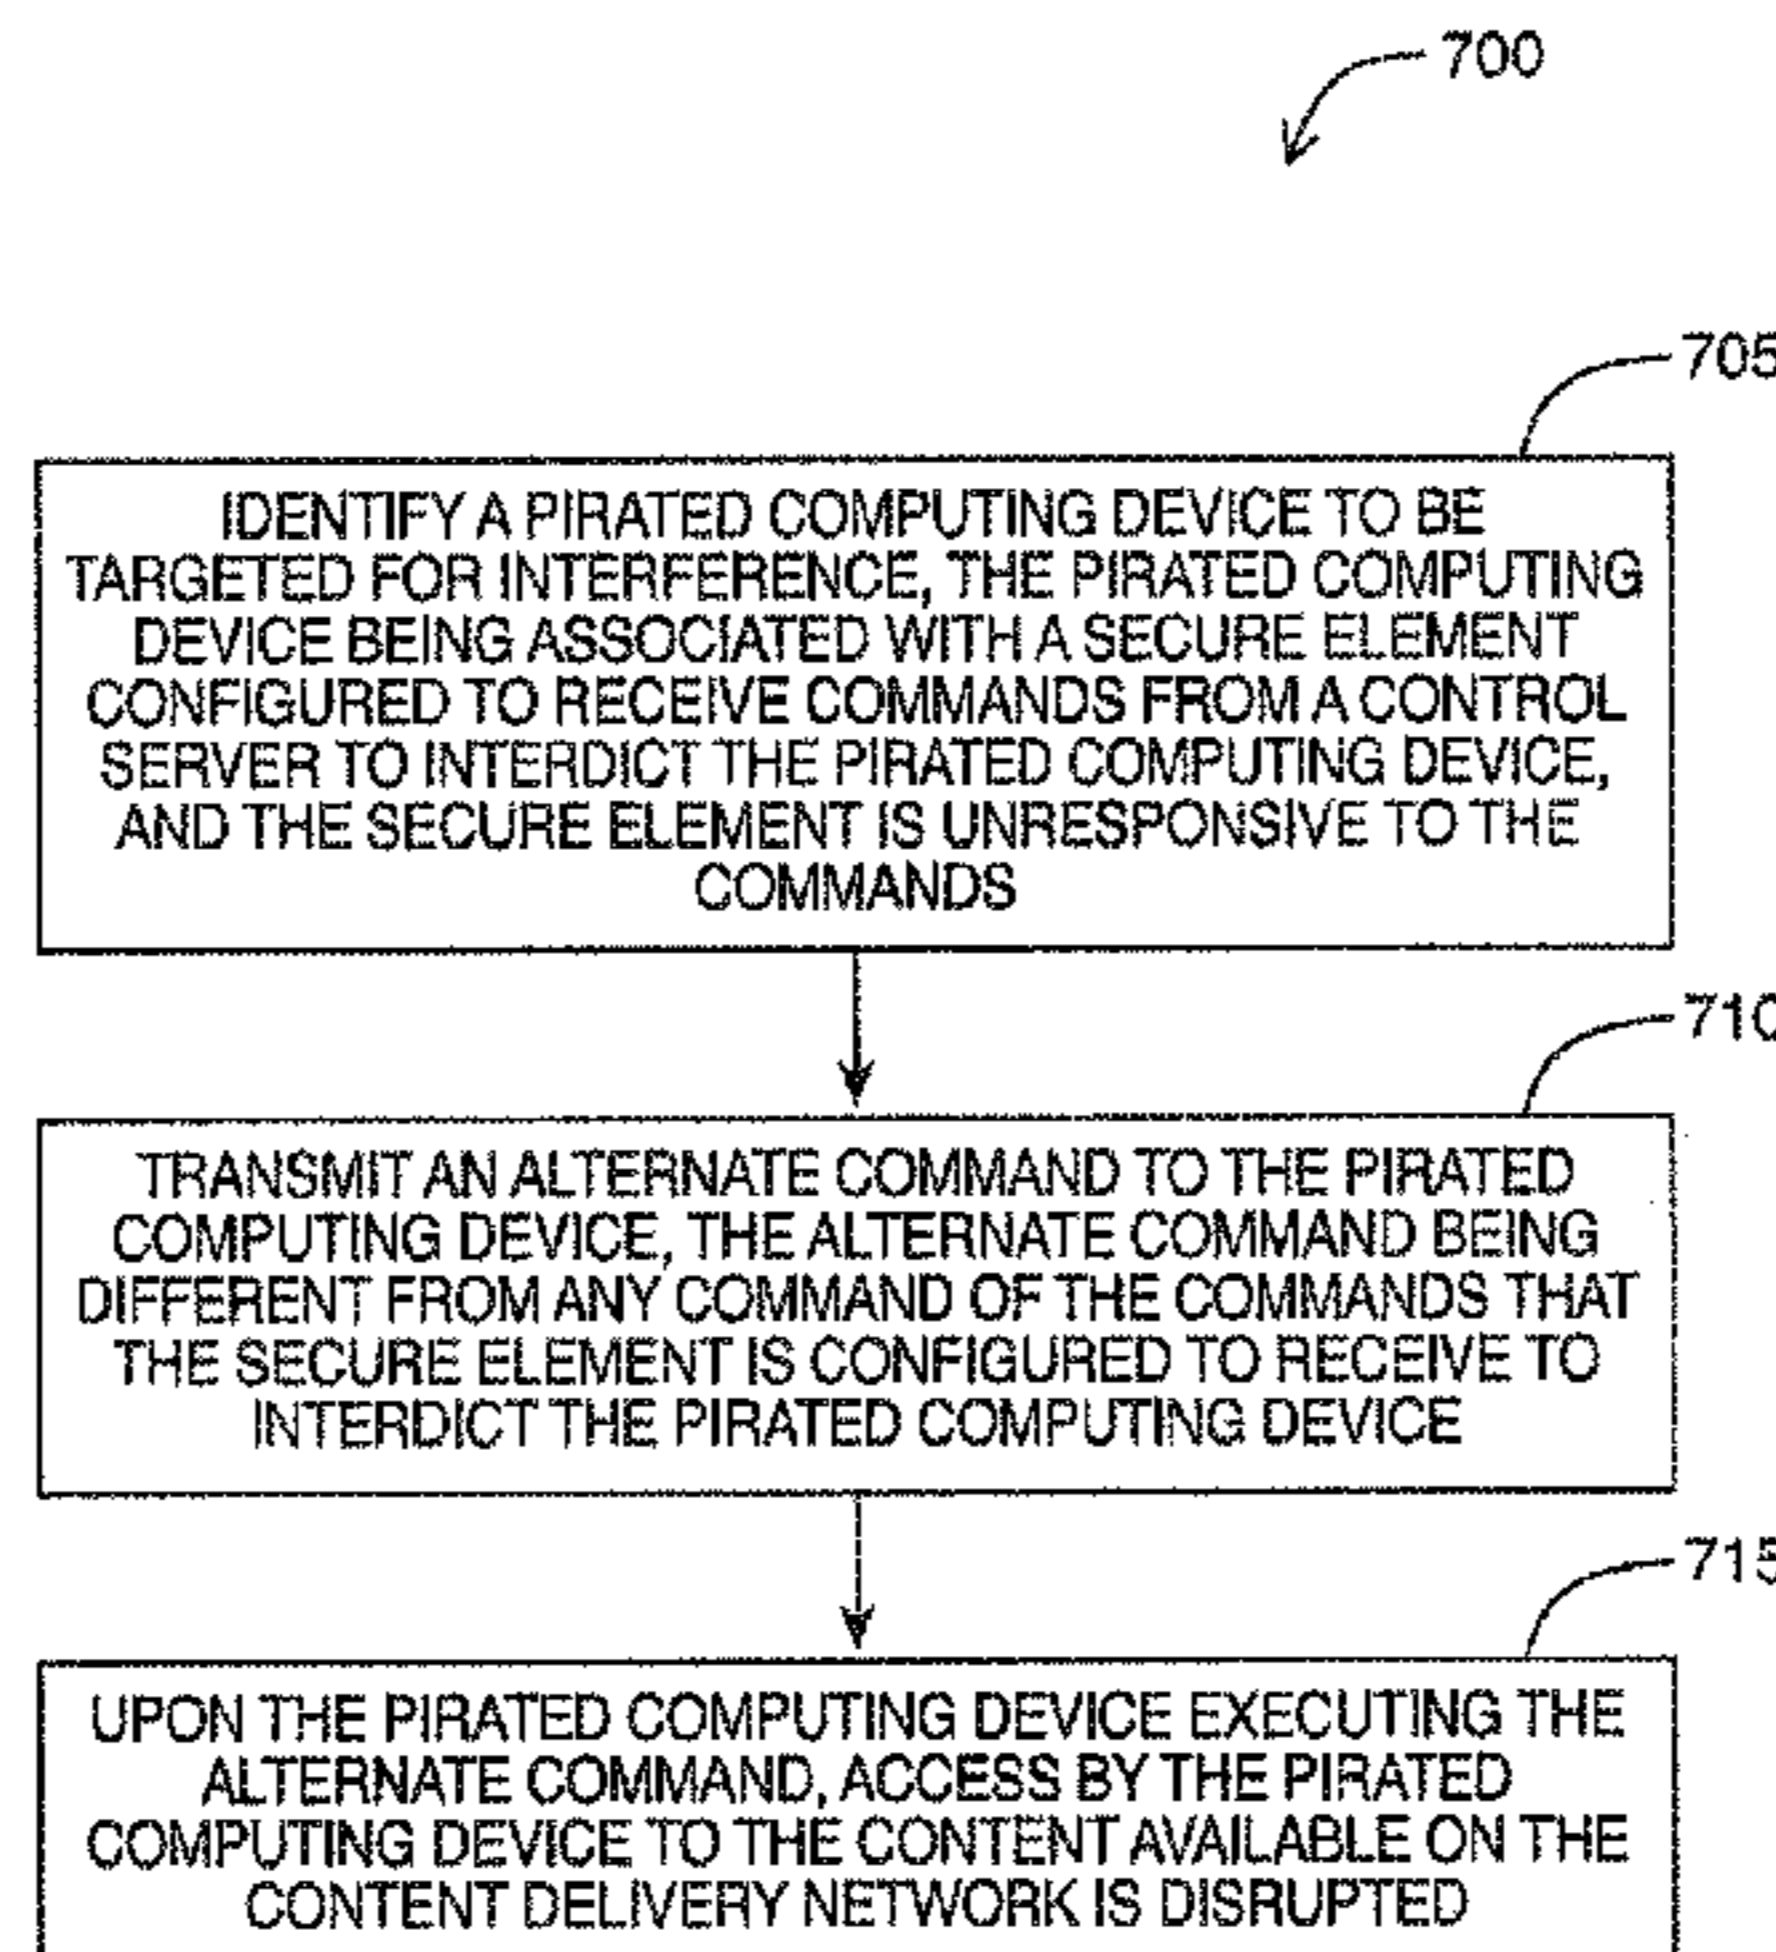 700
705
IDENTIFY A PIRATED COMPUTING DEVICE TO BE
TARGETED FOR INTERFERENCE, THE PIRATED COMPUTING
DEVICE BEING ASSOCIATED WITH A SECURE ELEMENT
CONFIGURED TO RECEIVE COMMANDS FROM A CONTROL
SERVER TO INTERDICT THE PIRATED COMPUTING DEVICE,
AND THE SECURE ELEMENT IS UNRESPONSIVE TO THE
COMMANDS
710
TRANSMIT AN ALTERNATE COMMAND TO THE PIRATED
COMPUTING DEVICE, THE ALTERNATE COMMAND BEING
DIFFERENT FROM ANY COMMAND OF THE COMMANDS THAT
THE SECURE ELEMENT IS CONFIGURED TO RECEIVE TO
INTERDICT THE PIRATED COMPUTING DEVICE
715
UPON THE PIRATED COMPUTING DEVICE EXECUTING THE
ALTERNATE COMMAND, ACCESS BY THE PIRATED
COMPUTING DEVICE TO THE CONTENT AVAILABLE ON THE
CONTENT DELIVERY NETWORK IS DISRUPTED